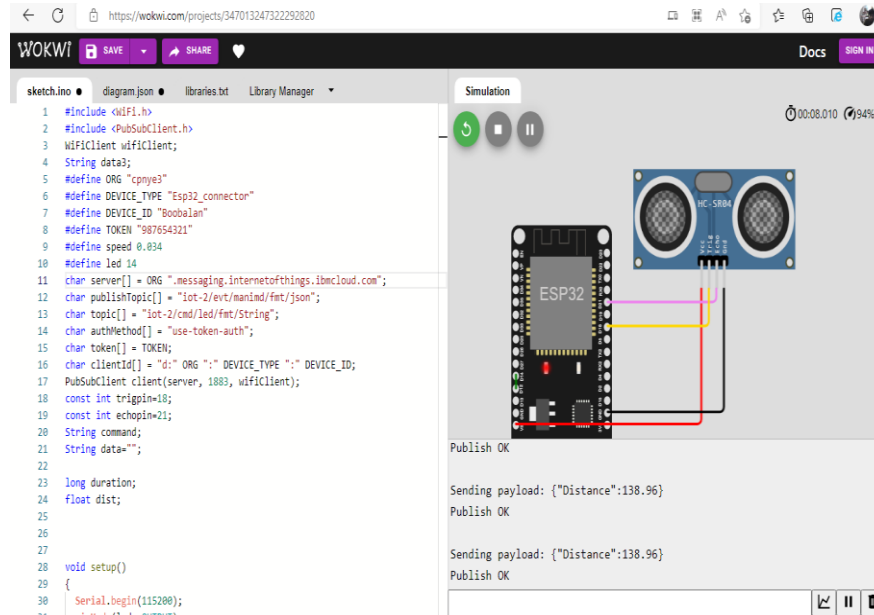 https://wokwi.com/projects/347013247322292820
WOKWI SAVE SHARE Docs SIGN IN
sketch.ino ● diagram.json ● libraries.txt Library Manager
1 #include <WiFi.h>
2 #include <PubSubClient.h>
3 WiFiClient wifiClient;
4 String data3;
5 #define ORG "cpnye3"
6 #define DEVICE_TYPE "Esp32_connector"
7 #define DEVICE_ID "Boobalan"
8 #define TOKEN "987654321"
9 #define speed 0.034
10 #define led 14
11 char server[] = ORG ".messaging.internetofthings.ibmcloud.com";
12 char publishTopic[] = "iot-2/evt/manimd/fmt/json";
13 char topic[] = "iot-2/cmd/led/fmt/String";
14 char authMethod[] = "use-token-auth";
15 char token[] = TOKEN;
16 char clientId[] = "d:" ORG ":" DEVICE_TYPE ":" DEVICE_ID;
17 PubSubClient client(server, 1883, wifiClient);
18 const int trigpin=18;
19 const int echopin=21;
20 String command;
21 String data="";
22
23 long duration;
24 float dist;
25
26
27
28 void setup()
29 {
30 Serial.begin(115200);
Simulation
00:08.010 94%
HC-SR04
Vcc
Trig
Echo
Gnd
ESP32
Publish OK
Sending payload: {"Distance":138.96}
Publish OK
Sending payload: {"Distance":138.96}
Publish OK